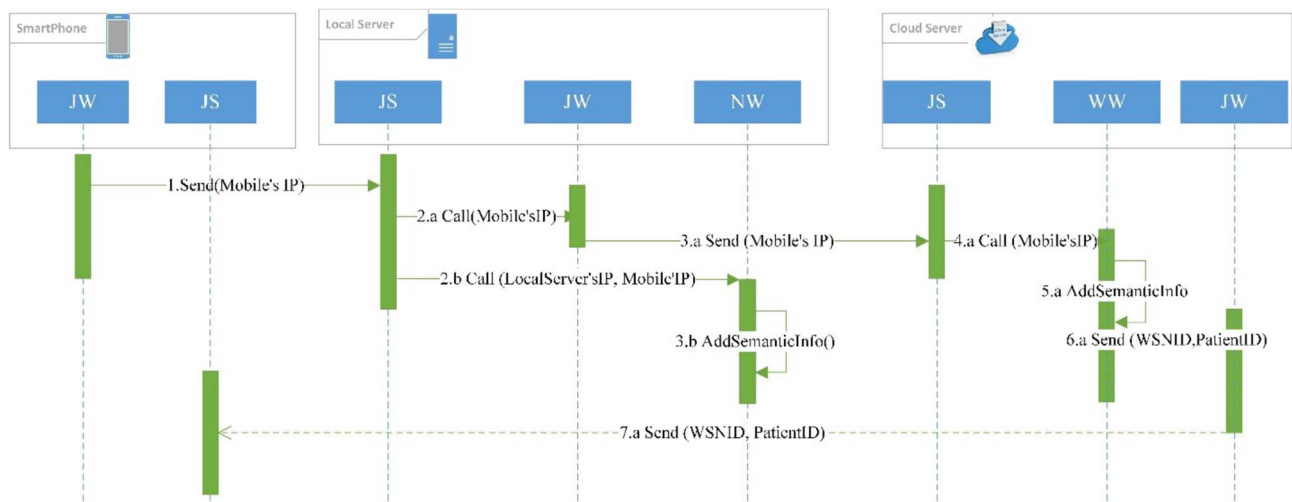 SmartPhone
Local Server
Cloud Server
JW
JS
JS
JW
NW
JS
WW
JW
1.Send(Mobile's IP)
2.a Call(Mobile'sIP)
3.a Send (Mobile's IP)
4.a Call (Mobile'sIP)
2.b Call (LocalServer'sIP, Mobile'IP)
5.a AddSemanticInfo
3.b AddSemanticInfo()
6.a Send (WSNID,PatientID)
7.a Send (WSNID, PatientID)